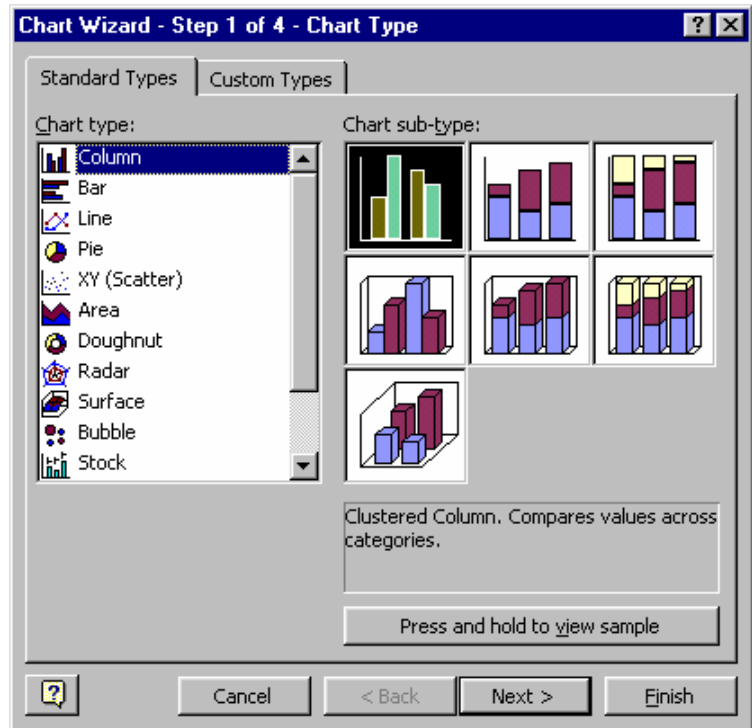 Chart Wizard - Step 1 of 4 - Chart Type
Standard Types
Custom Types
Chart type:
Column
Bar
Line
Pie
XY (Scatter)
Area
Doughnut
Radar
Surface
Bubble
Stock
Chart sub-type:
Clustered Column. Compares values across
categories.
Press and hold to view sample
Cancel
< Back
Next >
Finish